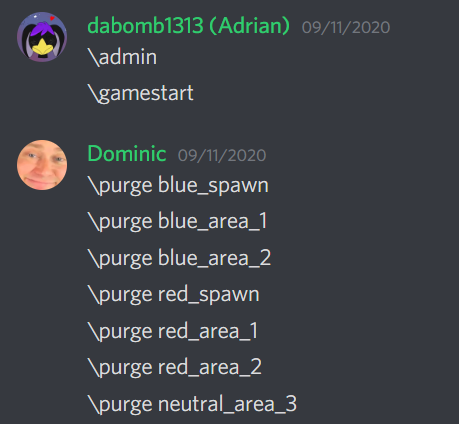 dabomb1313 (Adrian) 09/11/2020
\admin
\gamestart
Dominic 09/11/2020
\purge blue_spawn
\purge blue_area_1
\purge blue_area_2
\purge red_spawn
\purge red_area_1
\purge red_area_2
\purge neutral_area_3